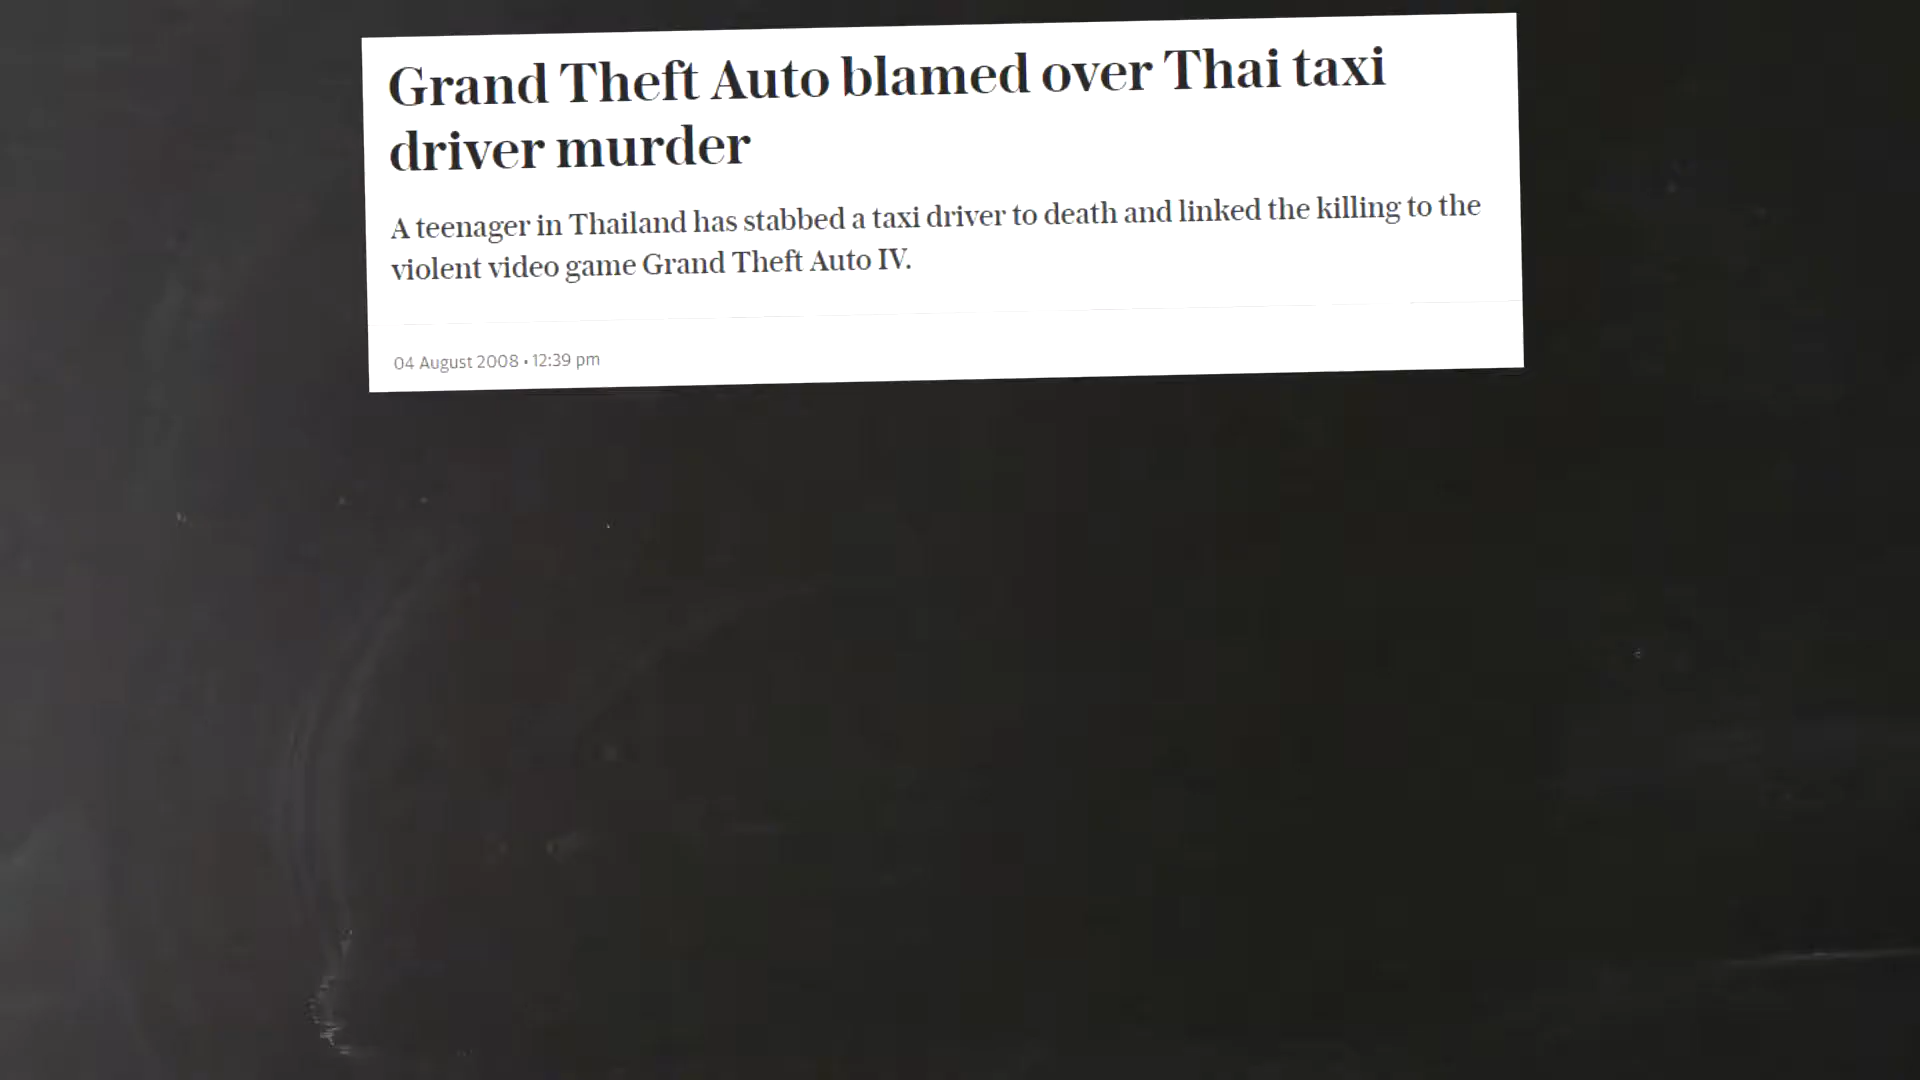 Grand Theft Auto blamed over Thai taxi
driver murder
A teenager in Thailand has stabbed a taxi driver to death and linked the killing to the
violent video game Grand Theft Auto IV.
04 August 2008 • 12:39 pm